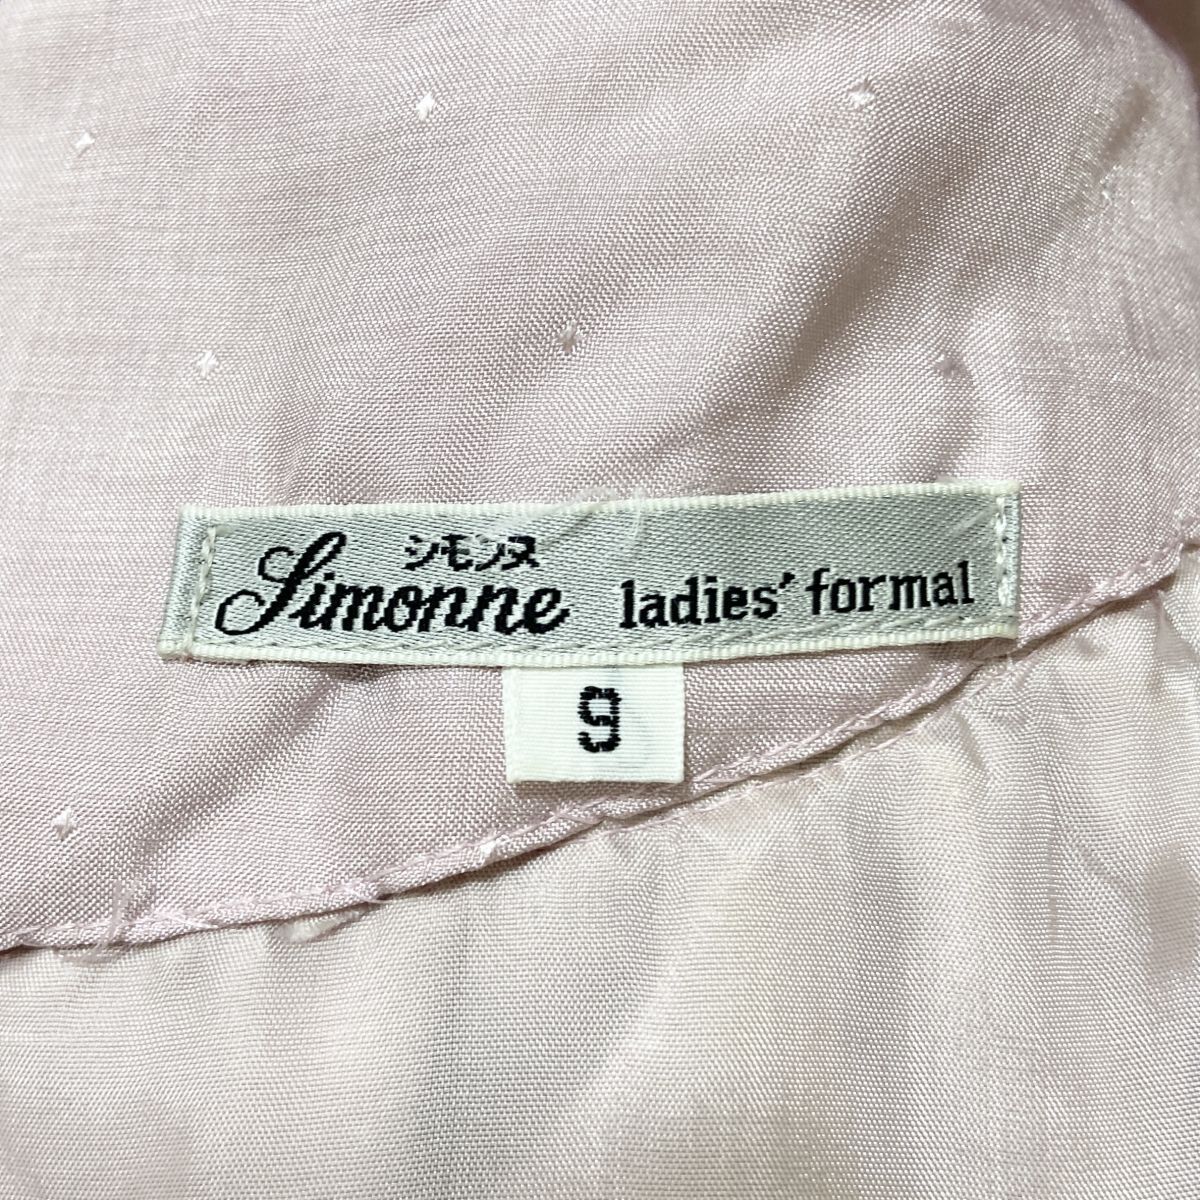 シモンヌ
Simonne ladies' formal
9